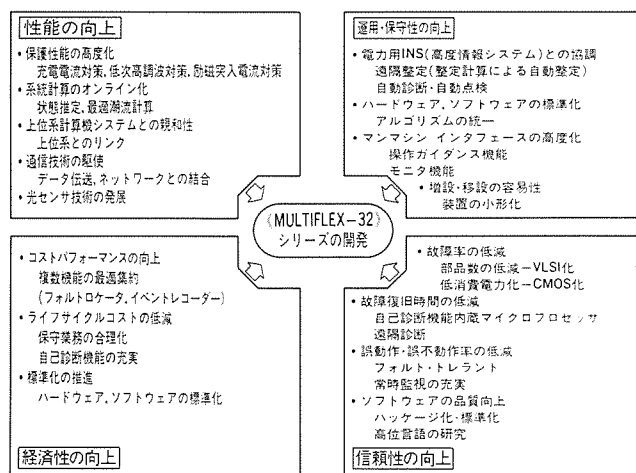 性能の向上
• 保護性能の高度化
充電電流対策, 低次高調波対策, 励磁突入電流対策
• 系統計算のオンライン化
状態推定, 最適潮流計算
• 上位系計算機システムとの親和性
上位系とのリンク
• 通信技術の駆使
データ伝送, ネットワークとの結合
• 光センサ技術の発展
運用・保守性の向上
• 電力用INS(高度情報システム)との協調
遠隔整定(整定計算による自動整定)
自動診断・自動点検
• ハードウェア, ソフトウェアの標準化
アルゴリズムの統一
• マンマシン インタフェースの高度化
操作ガイダンス機能
モニタ機能
• 増設・移設の容易性
装置の小形化
《MULTIFLEX−32》
シリーズの開発
• コストパフォーマンスの向上
複数機能の最適集約
(フォルトロケータ, イベントレコーダー)
• ライフサイクルコストの低減
保守業務の合理化
自己診断機能の充実
• 標準化の推進
ハードウェア, ソフトウェアの標準化
経済性の向上
• 故障率の低減
部品数の低減−VLSI化
低消費電力化−CMOS化
• 故障復旧時間の低減
自己診断機能内蔵マイクロプロセッサ
遠隔診断
• 誤動作・誤不動作率の低減
フォルト・トレラント
常時監視の充実
• ソフトウェアの品質向上
パッケージ化・標準化
高位言語の研究
信頼性の向上